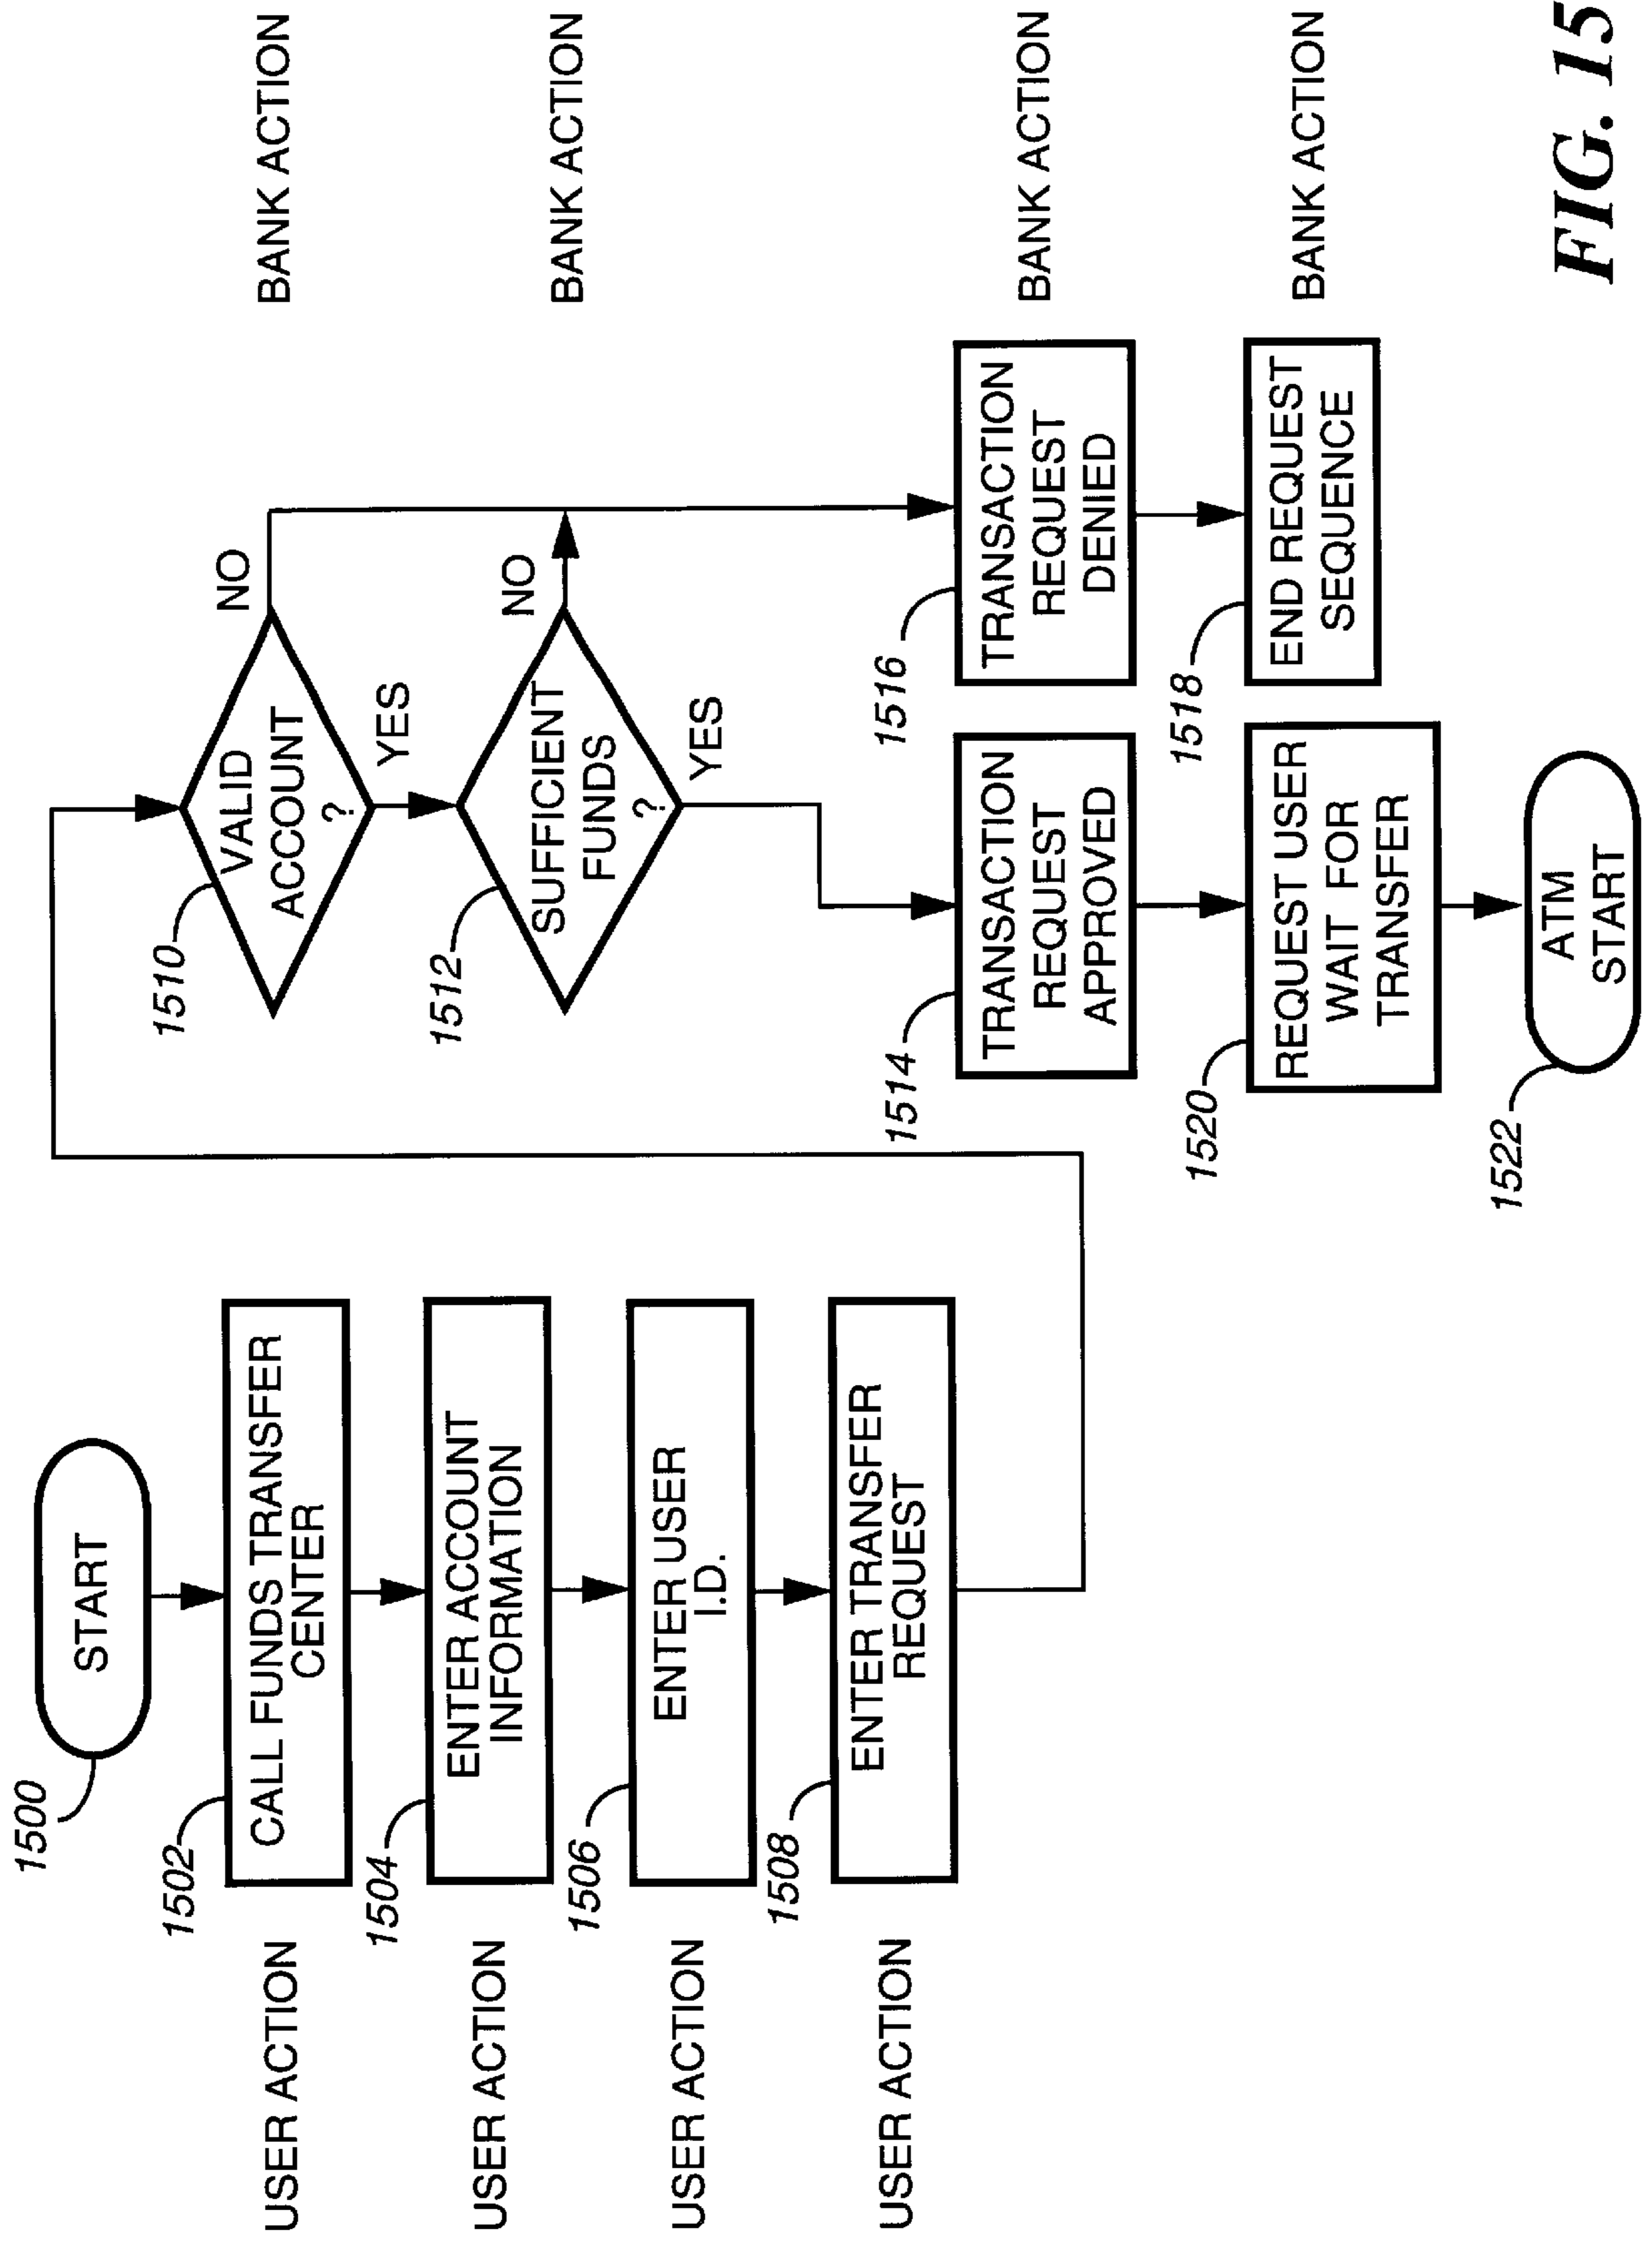 1500
START
USER ACTION
1502
CALL FUNDS TRANSFER
CENTER
USER ACTION
1504
ENTER ACCOUNT
INFORMATION
USER ACTION
1506
ENTER USER
I.D.
USER ACTION
1508
ENTER TRANSFER
REQUEST
1510
VALID
ACCOUNT
?
NO
YES
BANK ACTION
1512
SUFFICIENT
FUNDS
?
NO
YES
BANK ACTION
1514
TRANSACTION
REQUEST
APPROVED
1516
TRANSACTION
REQUEST
DENIED
BANK ACTION
1520
REQUEST USER
WAIT FOR
TRANSFER
1518
END REQUEST
SEQUENCE
BANK ACTION
1522
ATM
START
FIG. 15